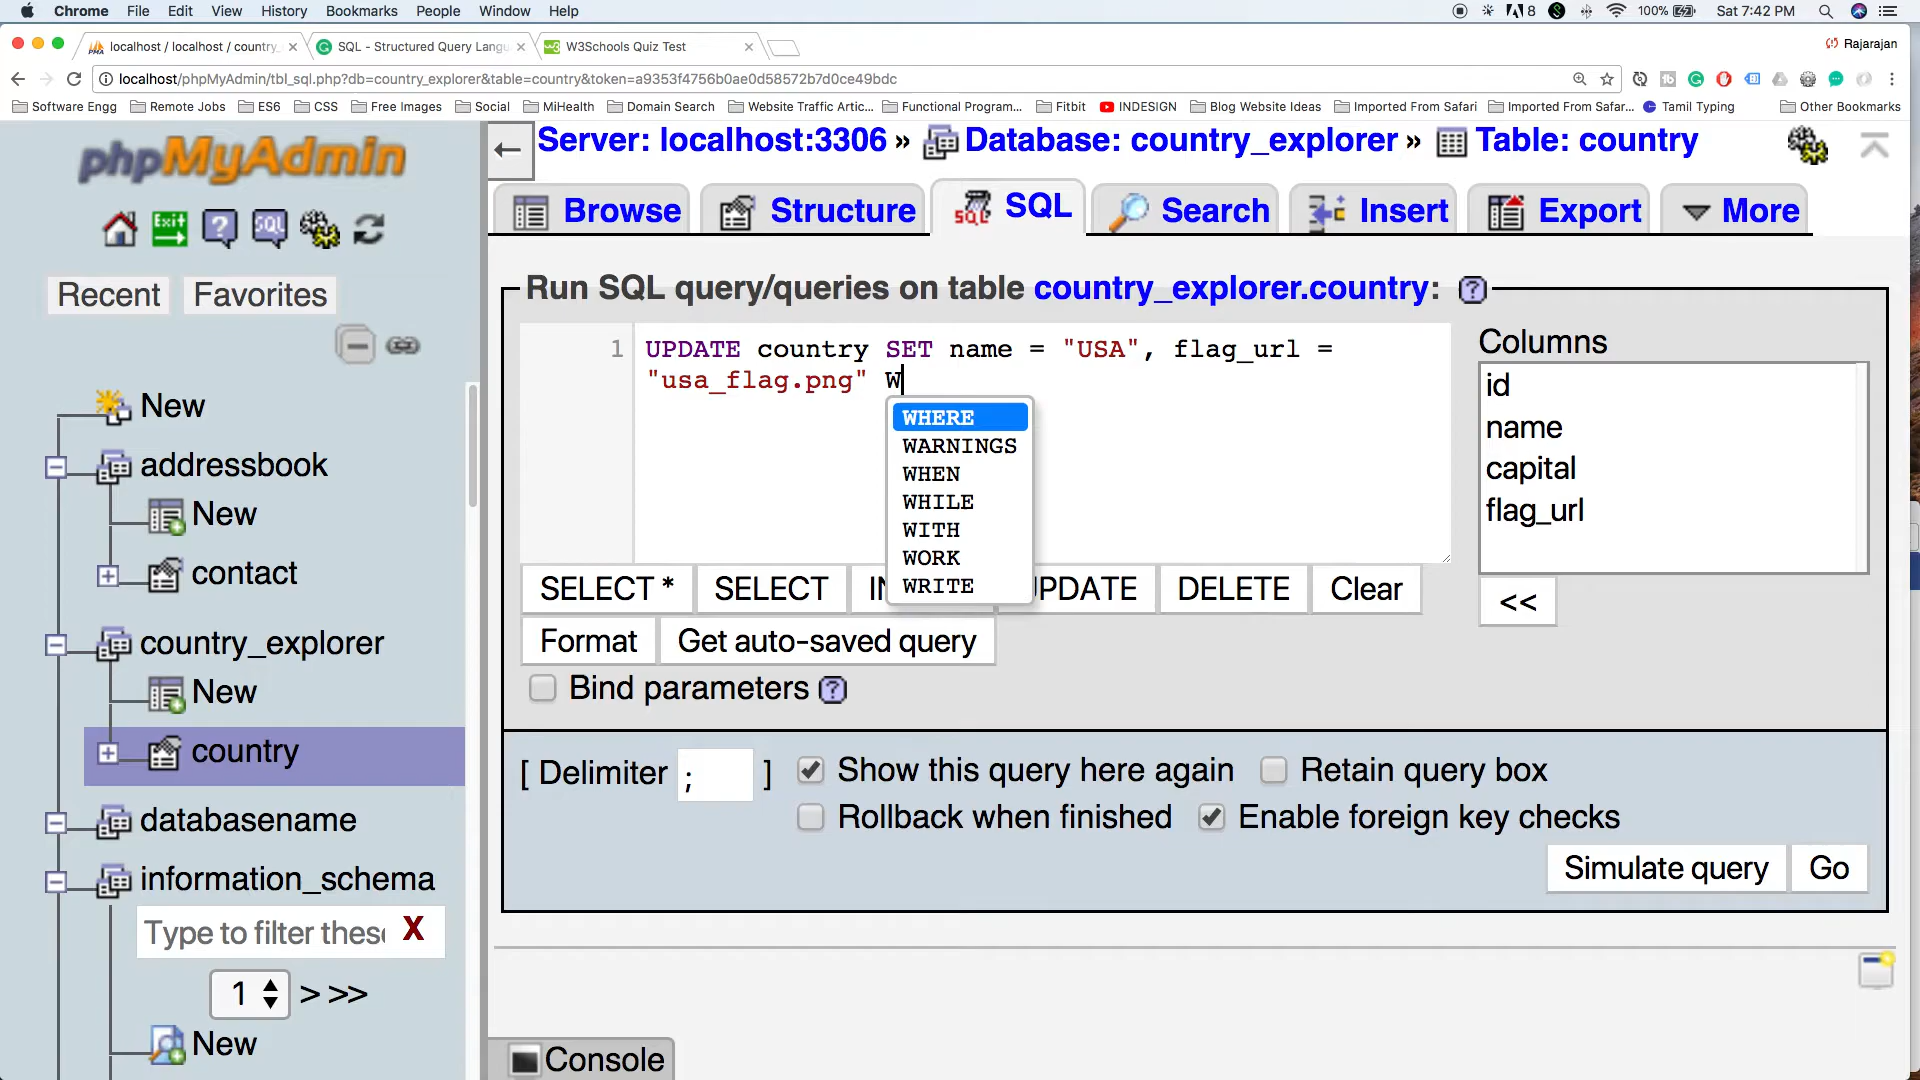 Chrome File Edit View History Bookmarks People Window Help 8 100% Sat 7:42 PM
localhost / localhost / country_ SQL - Structured Query Langu W3Schools Quiz Test Rajarajan
localhost/phpMyAdmin/tbl_sql.php?db=country_explorer&table=country&token=a9353f4756b0ae0d58572b7d0ce49bdc
Software Engg Remote Jobs ES6 CSS Free Images Social MiHealth Domain Search Website Traffic Artic... Functional Program... Fitbit INDESIGN Blog Website Ideas Imported From Safari Imported From Safar... Tamil Typing Other Bookmarks
phpMyAdmin
Exit SQL
Recent Favorites
New
addressbook
New
contact
country_explorer
New
country
databasename
information_schema
Type to filter these X
1 > >>
New
Server: localhost:3306 » Database: country_explorer » Table: country
Browse Structure SQL Search Insert Export More
Run SQL query/queries on table country_explorer.country:
1 UPDATE country SET name = "USA", flag_url =
"usa_flag.png" W
WHERE
WARNINGS
WHEN
WHILE
WITH
WORK
WRITE
Columns
id
name
capital
flag_url
<<
SELECT * SELECT IN UPDATE DELETE Clear
Format Get auto-saved query
Bind parameters
[ Delimiter ; ] Show this query here again Retain query box
Rollback when finished Enable foreign key checks
Simulate query Go
Console